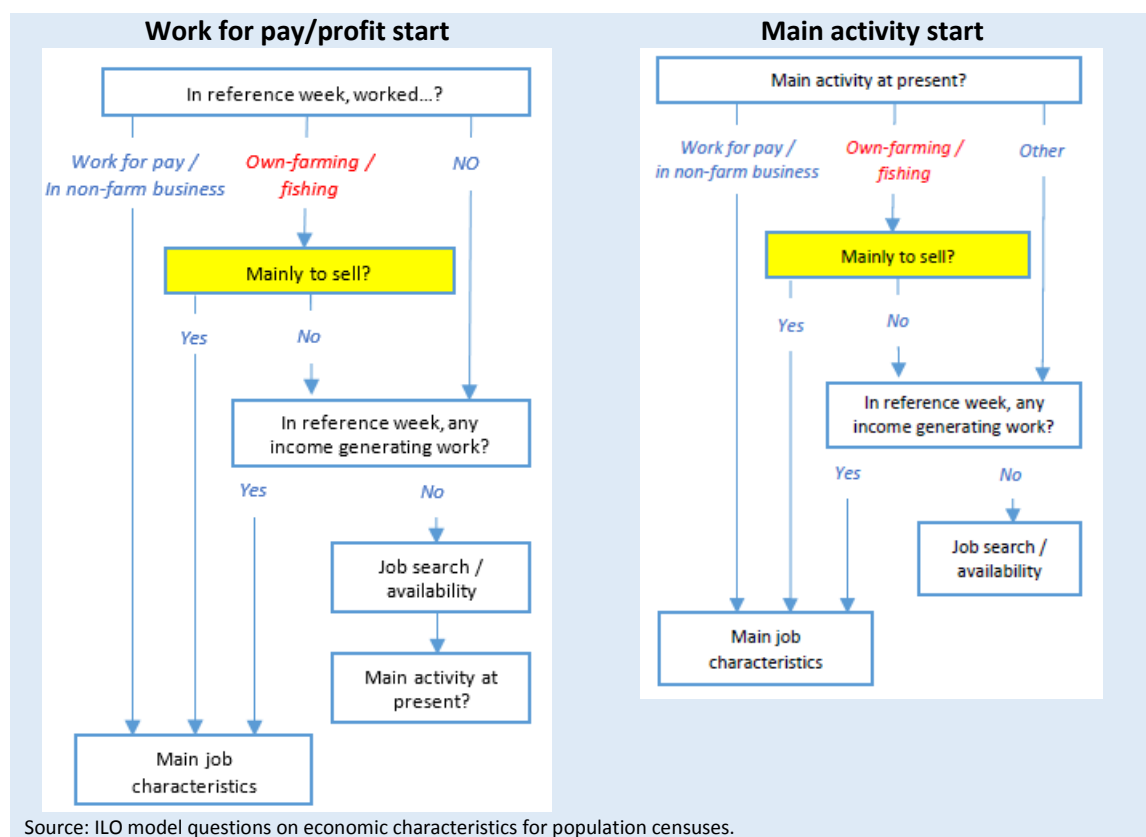 Work for pay/profit start
In reference week, worked...?
Work for pay /
In non-farm business
Own-farming /
fishing
NO
Mainly to sell?
Yes
No
In reference week, any
income generating work?
Yes
No
Job search /
availability
Main activity at
present?
Main job
characteristics
Main activity start
Main activity at present?
Work for pay /
in non-farm business
Own-farming /
fishing
Other
Mainly to sell?
Yes
No
In reference week, any
income generating work?
Yes
No
Job search /
availability
Main job
characteristics
Source: ILO model questions on economic characteristics for population censuses.